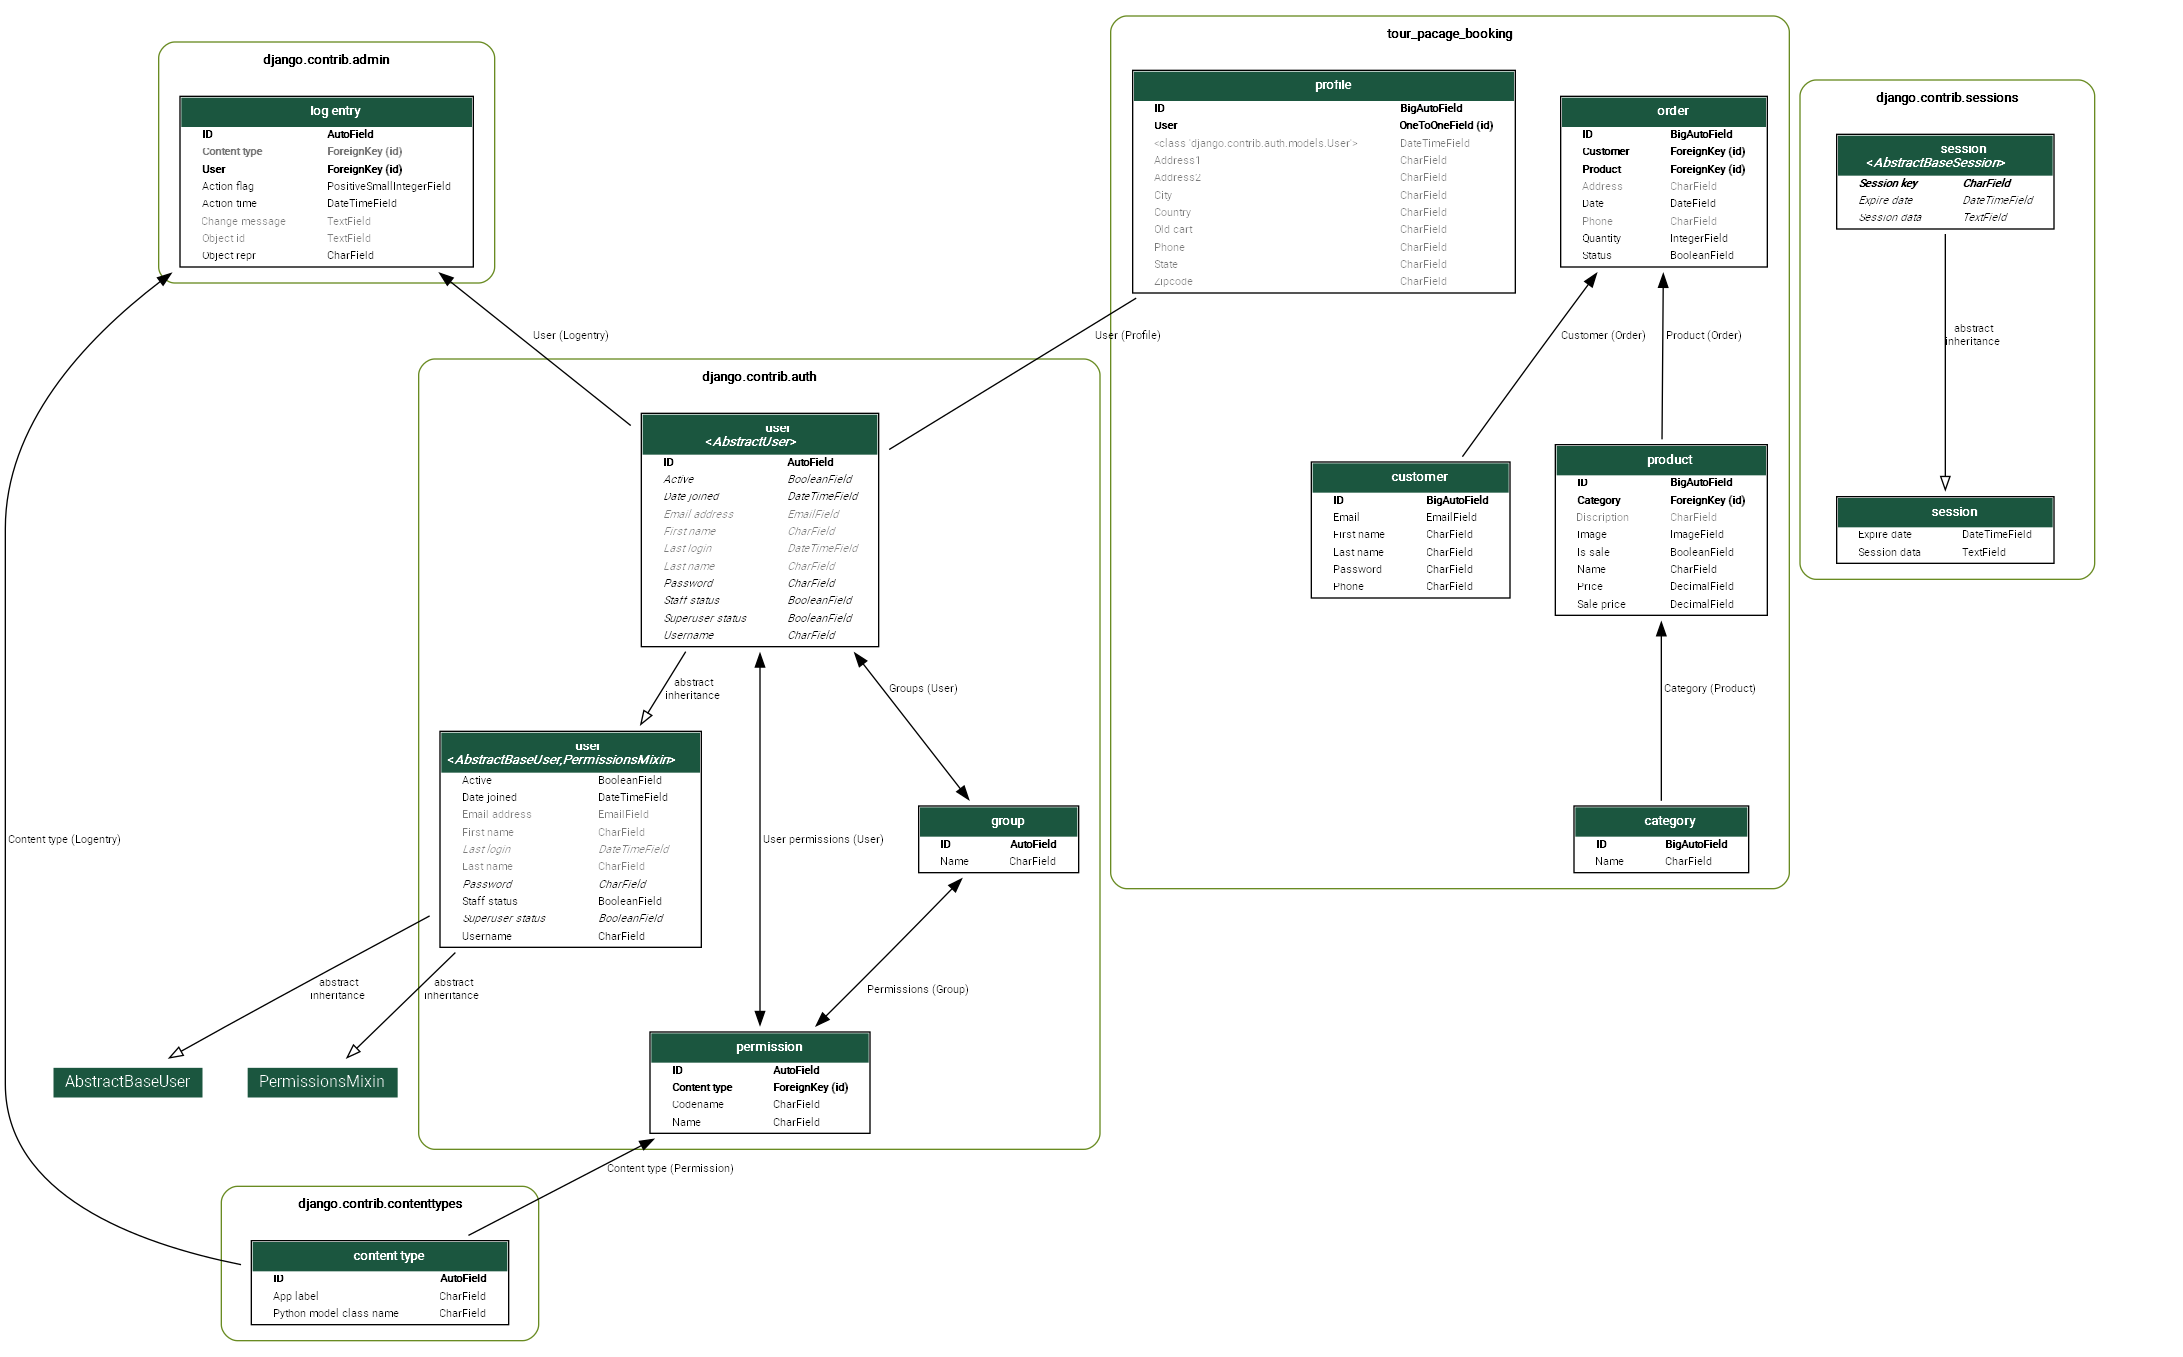 django.contrib.admin
log entry
ID AutoField
Content type ForeignKey (id)
User ForeignKey (id)
Action flag PositiveSmallIntegerField
Action time DateTimeField
Change message TextField
Object id TextField
Object repr CharField
tour_pacage_booking
profile
ID BigAutoField
User OneToOneField (id)
<class 'django.contrib.auth.models.User'> DateTimeField
Address1 CharField
Address2 CharField
City CharField
Country CharField
Old cart CharField
Phone CharField
State CharField
Zipcode CharField
order
ID BigAutoField
Customer ForeignKey (id)
Product ForeignKey (id)
Address CharField
Date DateField
Phone CharField
Quantity IntegerField
Status BooleanField
django.contrib.sessions
session
<AbstractBaseSession>
Session key CharField
Expire date DateTimeField
Session data TextField
User (Logentry)
User (Profile)
Customer (Order)
Product (Order)
abstract
inheritance
django.contrib.auth
user
<AbstractUser>
ID AutoField
Active BooleanField
Date joined DateTimeField
Email address EmailField
First name CharField
Last login DateTimeField
Last name CharField
Password CharField
Staff status BooleanField
Superuser status BooleanField
Username CharField
customer
ID BigAutoField
Email EmailField
First name CharField
Last name CharField
Password CharField
Phone CharField
product
ID BigAutoField
Category ForeignKey (id)
Discription CharField
Image ImageField
Is sale BooleanField
Name CharField
Price DecimalField
Sale price DecimalField
session
Expire date DateTimeField
Session data TextField
abstract
inheritance
Groups (User)
Category (Product)
user
<AbstractBaseUser,PermissionsMixin>
Active BooleanField
Date joined DateTimeField
Email address EmailField
First name CharField
Last login DateTimeField
Last name CharField
Password CharField
Staff status BooleanField
Superuser status BooleanField
Username CharField
Content type (Logentry)
User permissions (User)
group
ID AutoField
Name CharField
category
ID BigAutoField
Name CharField
abstract
inheritance
abstract
inheritance
Permissions (Group)
AbstractBaseUser
PermissionsMixin
permission
ID AutoField
Content type ForeignKey (id)
Codename CharField
Name CharField
Content type (Permission)
django.contrib.contenttypes
content type
ID AutoField
App label CharField
Python model class name CharField